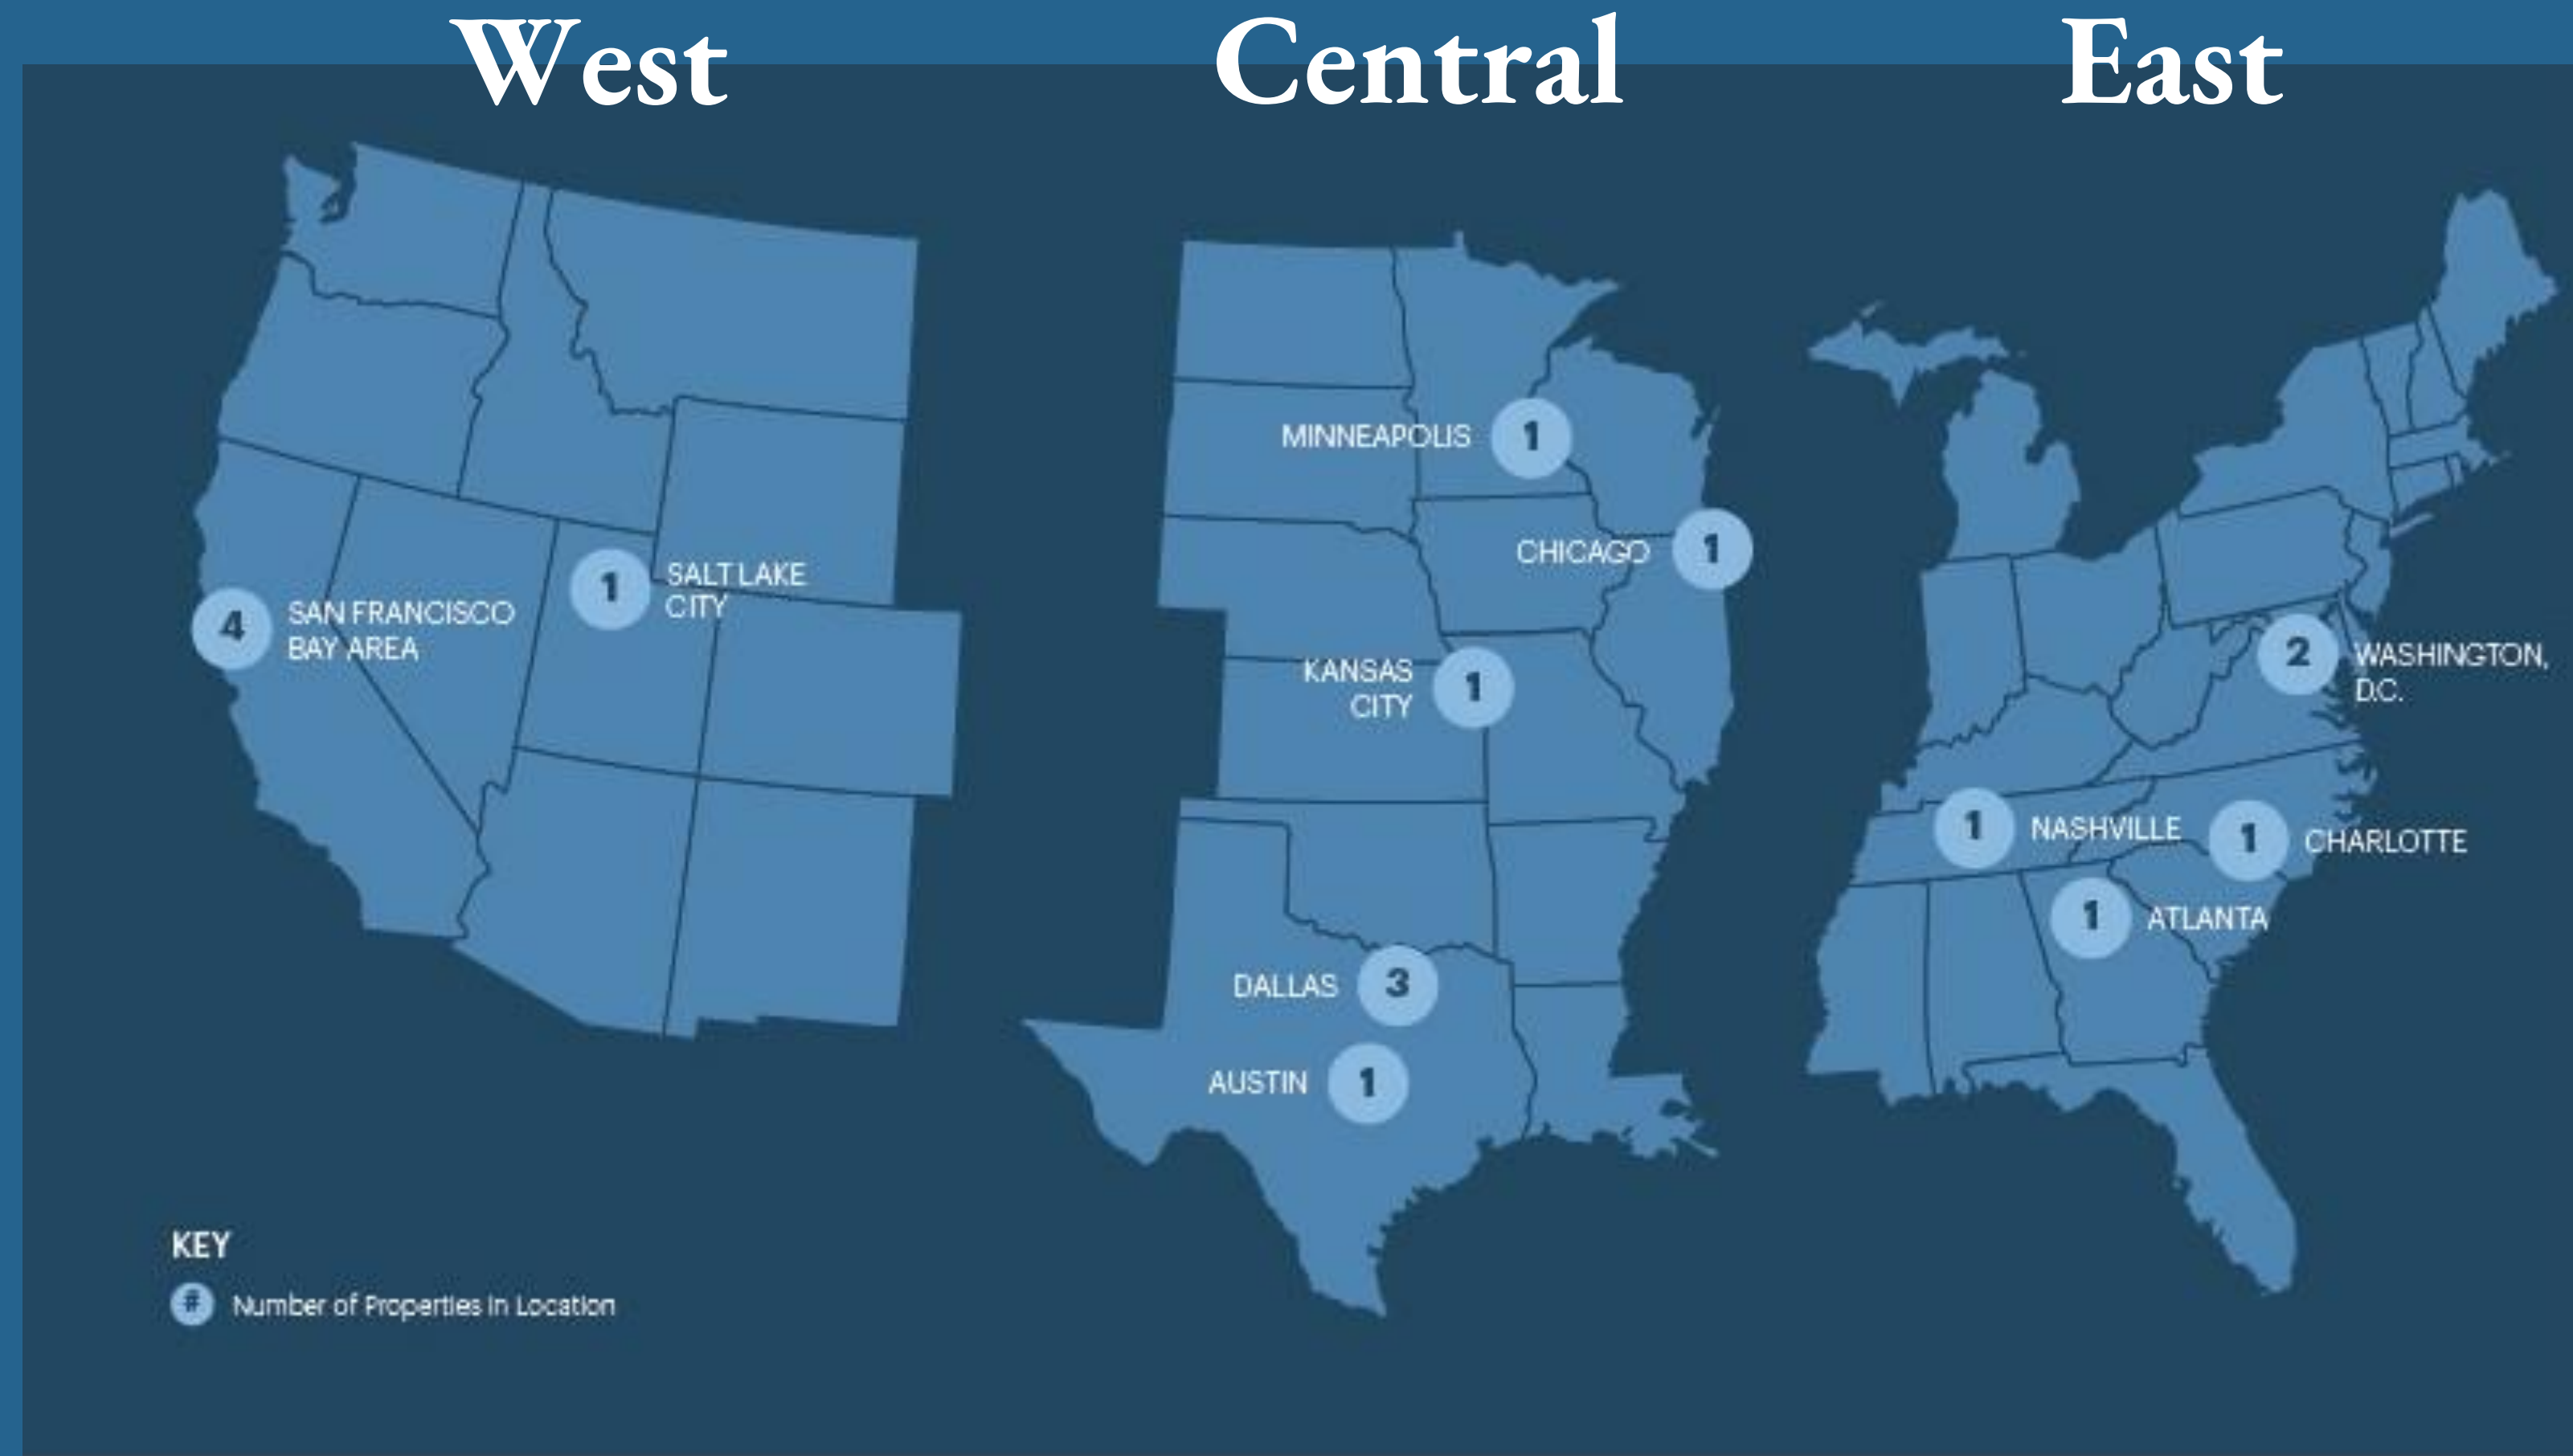 West
Central
East
4
SAN FRANCISCO
BAY AREA
1
SALT LAKE
CITY
MINNEAPOLIS
1
CHICAGO
1
KANSAS
CITY
1
DALLAS
3
AUSTIN
1
2
WASHINGTON,
D.C.
1
NASHVILLE
1
CHARLOTTE
1
ATLANTA
KEY
# Number of Properties in Location